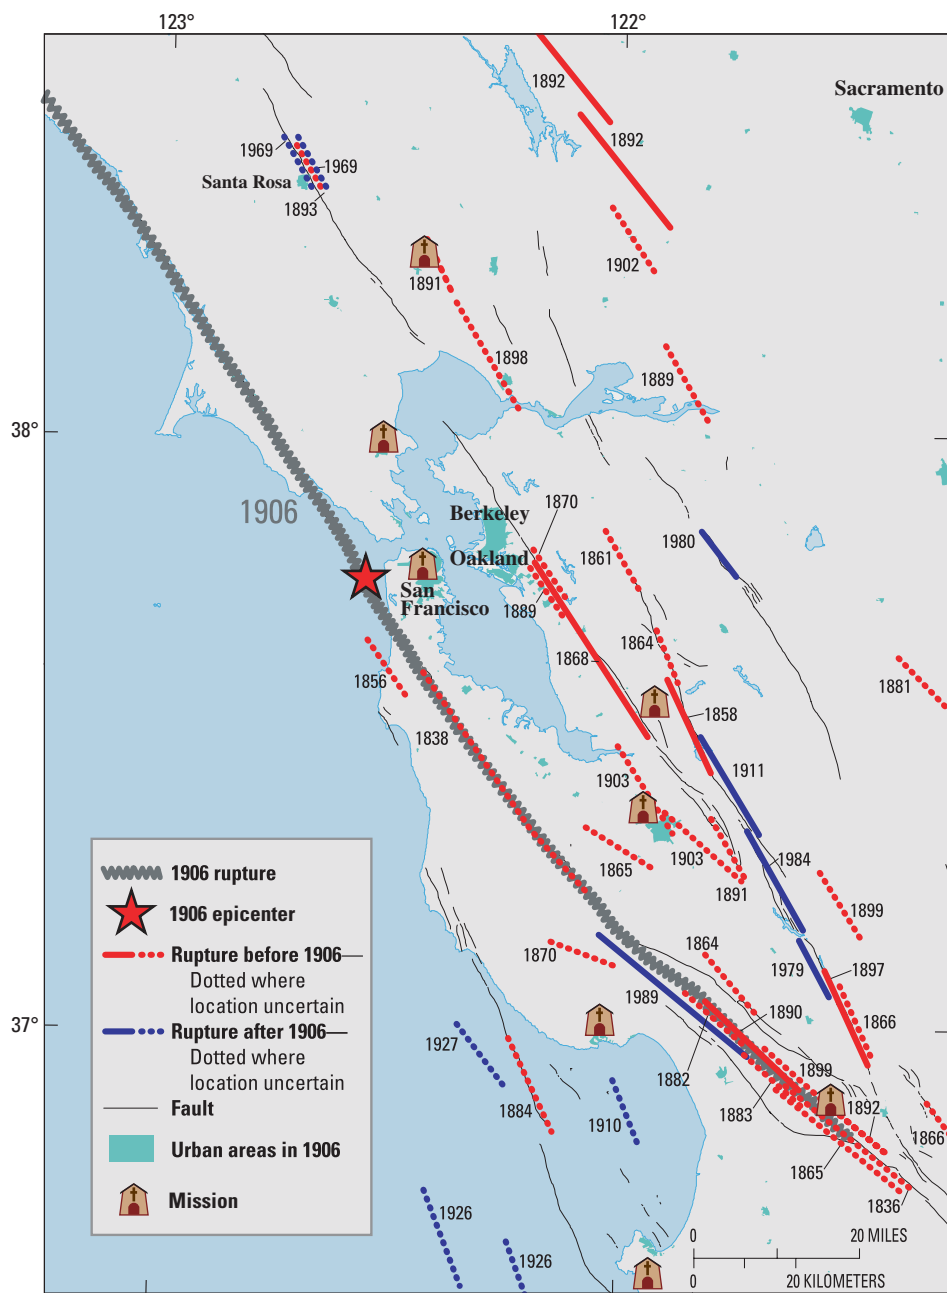 123°
122°
1892
Sacramento
1892
1969
1969
Santa Rosa
1893
1902
1891
1898
1889
38°
1906
Berkeley
1870
Oakland
1861
1980
San
Francisco
1889
1864
1868
1856
1881
1858
1838
1911
1903
1984
1903
1865
1891
1899
1864
1870
1979
1897
1989
1890
1866
37°
1927
1882
1899
1883
1892
1884
1910
1866
1865
1836
1926
1926
1906 rupture
1906 epicenter
Rupture before 1906—
Dotted where
location uncertain
Rupture after 1906—
Dotted where
location uncertain
Fault
Urban areas in 1906
Mission
0 20 MILES
0 20 KILOMETERS